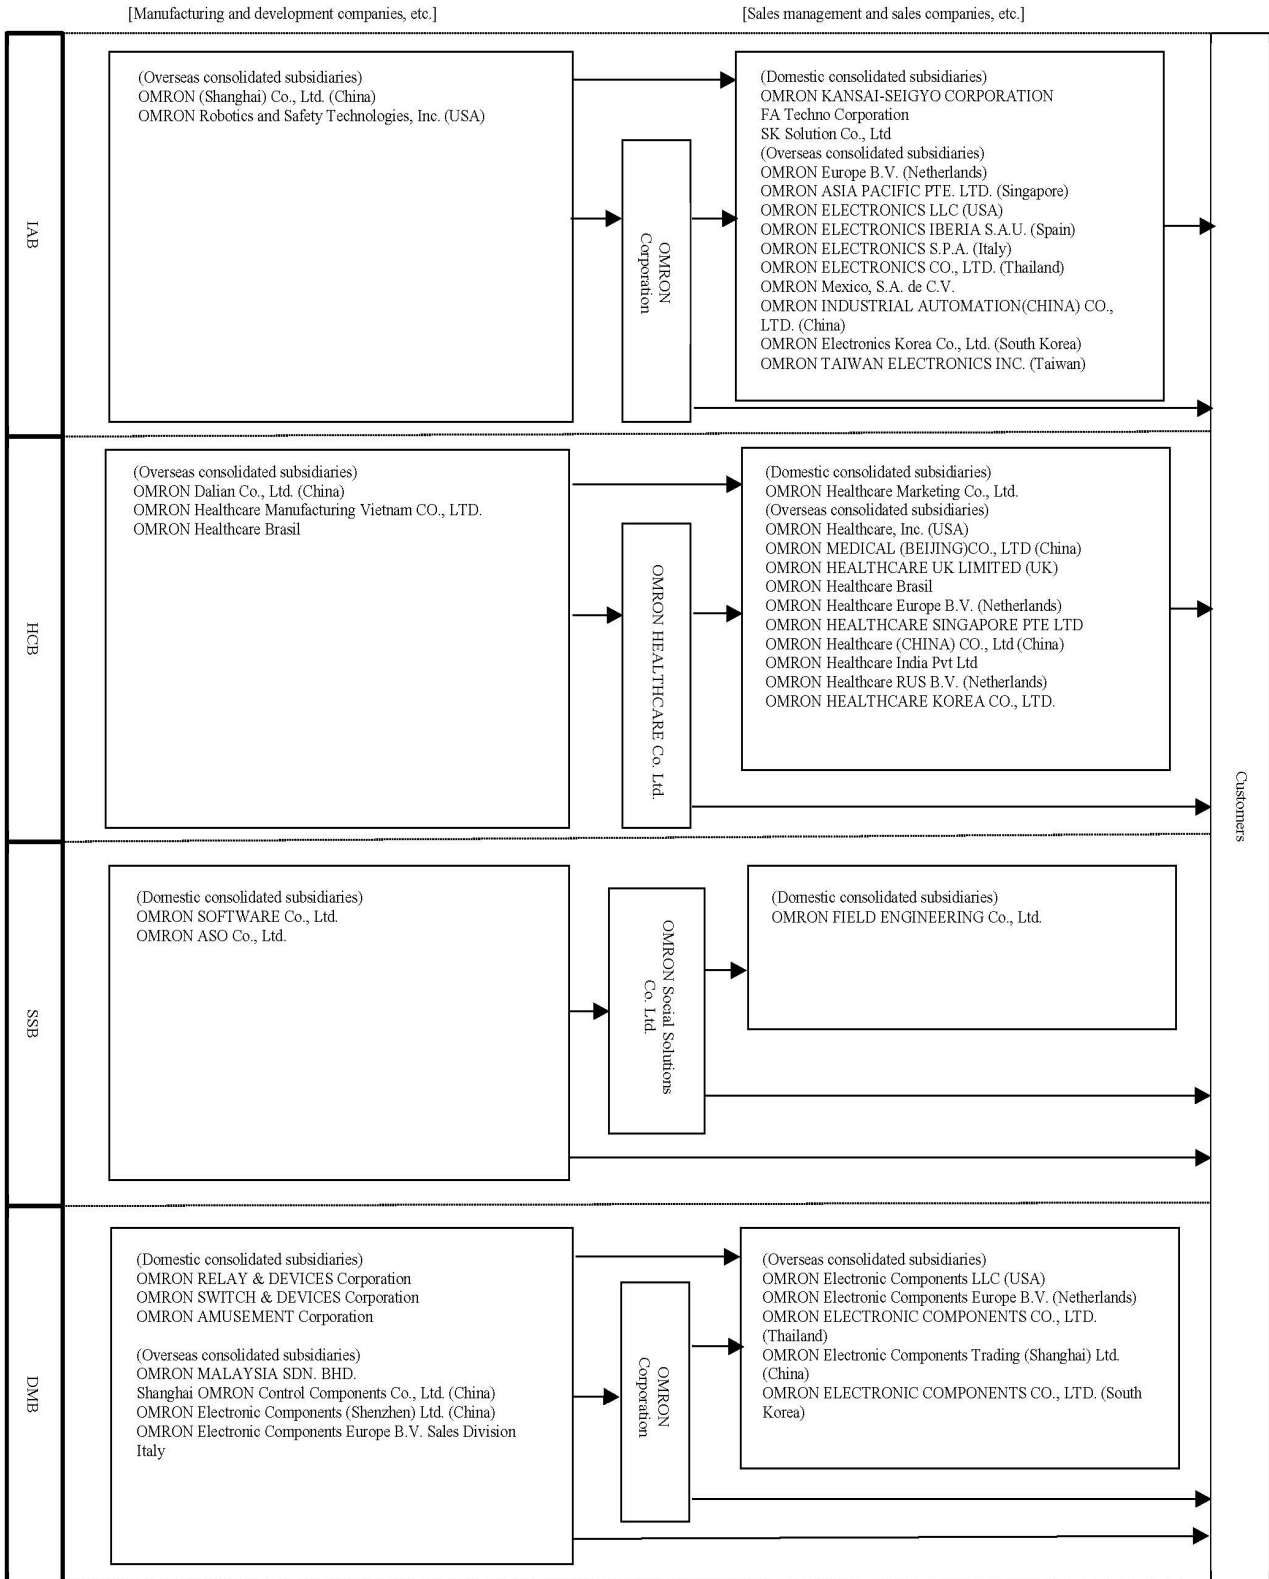 [Manufacturing and development companies, etc.]
[Sales management and sales companies, etc.]
IAB
(Overseas consolidated subsidiaries)
OMRON (Shanghai) Co., Ltd. (China)
OMRON Robotics and Safety Technologies, Inc. (USA)
OMRON
Corporation
(Domestic consolidated subsidiaries)
OMRON KANSAI-SEIGYO CORPORATION
FA Techno Corporation
SK Solution Co., Ltd
(Overseas consolidated subsidiaries)
OMRON Europe B.V. (Netherlands)
OMRON ASIA PACIFIC PTE. LTD. (Singapore)
OMRON ELECTRONICS LLC (USA)
OMRON ELECTRONICS IBERIA S.A.U. (Spain)
OMRON ELECTRONICS S.P.A. (Italy)
OMRON ELECTRONICS CO., LTD. (Thailand)
OMRON Mexico, S.A. de C.V.
OMRON INDUSTRIAL AUTOMATION(CHINA) CO.,
LTD. (China)
OMRON Electronics Korea Co., Ltd. (South Korea)
OMRON TAIWAN ELECTRONICS INC. (Taiwan)
HCB
(Overseas consolidated subsidiaries)
OMRON Dalian Co., Ltd. (China)
OMRON Healthcare Manufacturing Vietnam CO., LTD.
OMRON Healthcare Brasil
OMRON HEALTHCARE Co. Ltd.
(Domestic consolidated subsidiaries)
OMRON Healthcare Marketing Co., Ltd.
(Overseas consolidated subsidiaries)
OMRON Healthcare, Inc. (USA)
OMRON MEDICAL (BEIJING)CO., LTD (China)
OMRON HEALTHCARE UK LIMITED (UK)
OMRON Healthcare Brasil
OMRON Healthcare Europe B.V. (Netherlands)
OMRON HEALTHCARE SINGAPORE PTE LTD
OMRON Healthcare (CHINA) CO., Ltd (China)
OMRON Healthcare India Pvt Ltd
OMRON Healthcare RUS B.V. (Netherlands)
OMRON HEALTHCARE KOREA CO., LTD.
Customers
SSB
(Domestic consolidated subsidiaries)
OMRON SOFTWARE Co., Ltd.
OMRON ASO Co., Ltd.
OMRON Social Solutions
Co. Ltd.
(Domestic consolidated subsidiaries)
OMRON FIELD ENGINEERING Co., Ltd.
DMB
(Domestic consolidated subsidiaries)
OMRON RELAY & DEVICES Corporation
OMRON SWITCH & DEVICES Corporation
OMRON AMUSEMENT Corporation
(Overseas consolidated subsidiaries)
OMRON MALAYSIA SDN. BHD.
Shanghai OMRON Control Components Co., Ltd. (China)
OMRON Electronic Components (Shenzhen) Ltd. (China)
OMRON Electronic Components Europe B.V. Sales Division
Italy
OMRON
Corporation
(Overseas consolidated subsidiaries)
OMRON Electronic Components LLC (USA)
OMRON Electronic Components Europe B.V. (Netherlands)
OMRON ELECTRONIC COMPONENTS CO., LTD.
(Thailand)
OMRON Electronic Components Trading (Shanghai) Ltd.
(China)
OMRON ELECTRONIC COMPONENTS CO., LTD. (South
Korea)